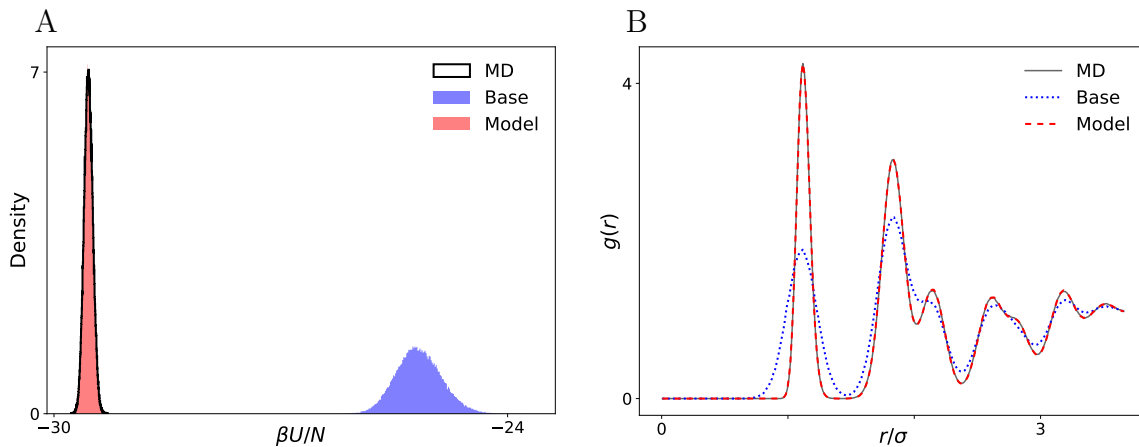 A
7
0
Density
−30
−24
βU/N
MD
Base
Model
B
4
0
g(r)
0
3
r/σ
MD
Base
Model